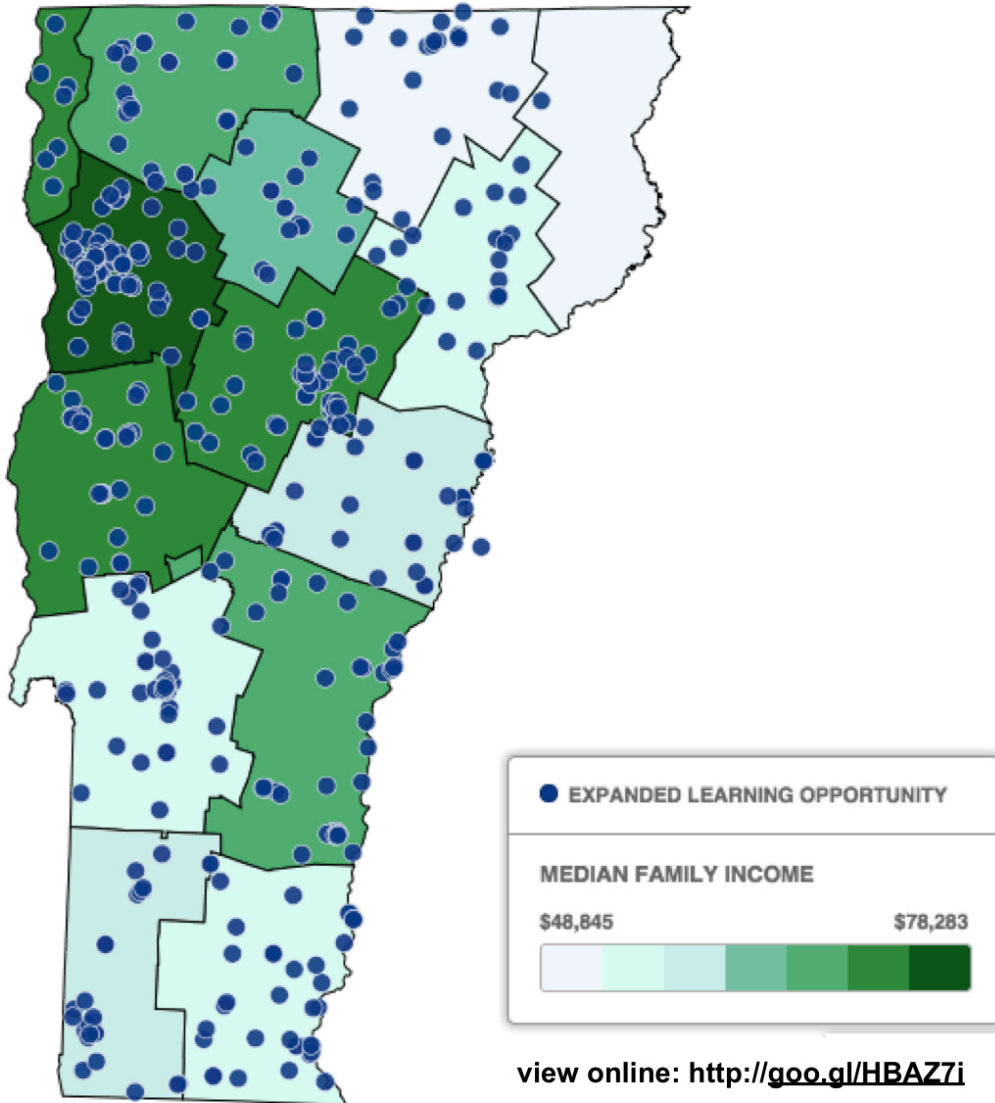 EXPANDED LEARNING OPPORTUNITY
MEDIAN FAMILY INCOME
$48,845 $78,283
view online: http://goo.gl/HBAZ7i